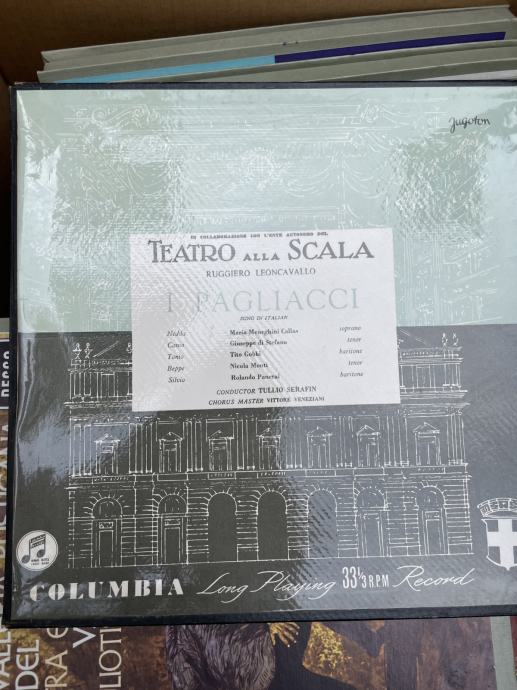 Jugoton
IN COLLABORAZIONE CON L'ENTE AUTONOMO DEL
TEATRO ALLA SCALA
RUGGIERO LEONCAVALLO
I PAGLIACCI
SUNG IN ITALIAN
Nedda Maria Meneghini Callas soprano
Canio Giuseppe di Stefano tenor
Tonio Tito Gobbi baritone
Beppe Nicola Monti tenor
Silvio Rolando Panerai baritone
CONDUCTOR TULLIO SERAFIN
CHORUS MASTER VITTORE VENEZIANI
COLUMBIA Long Playing 33⅓ R.P.M Record
DEL